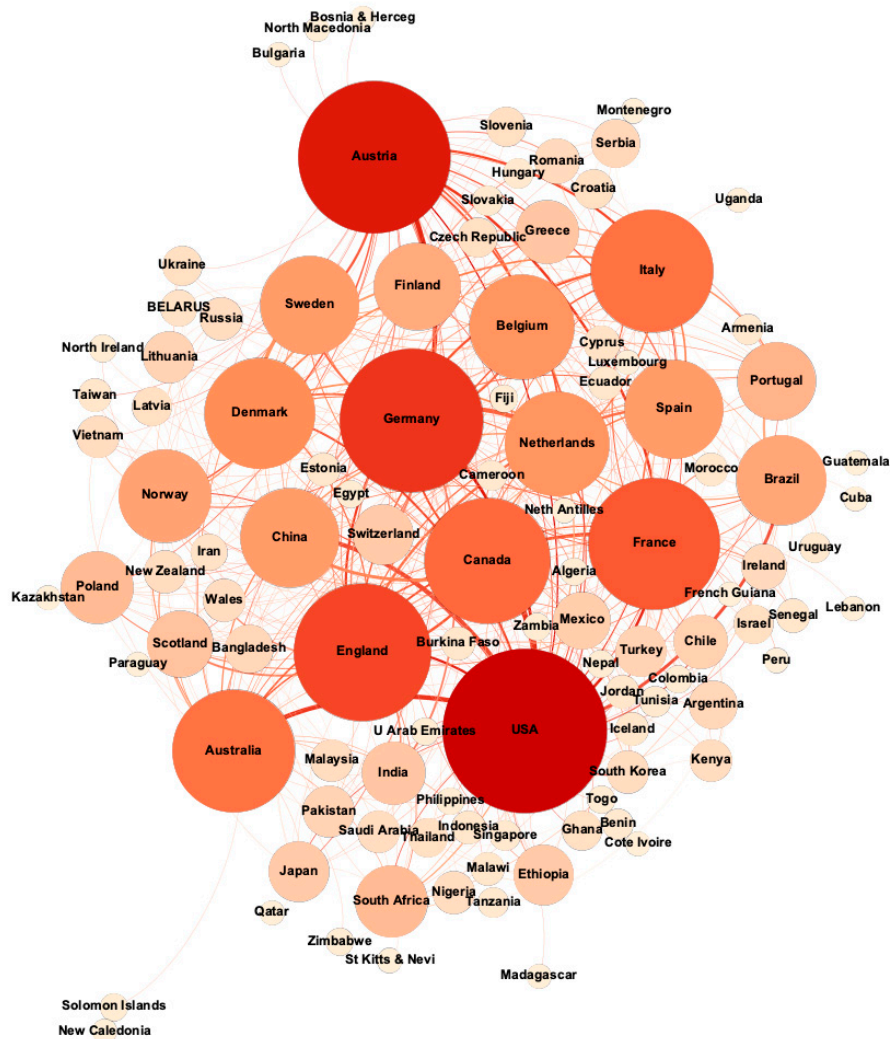 Bosnia & Herceg
North Macedonia
Bulgaria
Montenegro
Slovenia
Serbia
Austria
Romania
Hungary
Croatia
Slovakia
Uganda
Greece
Czech Republic
Ukraine
Italy
Finland
Sweden
BELARUS
Russia
Belgium
Armenia
Cyprus
North Ireland
Lithuania
Luxembourg
Portugal
Ecuador
Taiwan
Fiji
Latvia
Spain
Denmark
Germany
Vietnam
Netherlands
Guatemala
Estonia
Cameroon
Morocco
Brazil
Norway
Egypt
Cuba
Neth Antilles
Switzerland
China
France
Uruguay
Iran
Canada
Ireland
New Zealand
Algeria
Poland
French Guiana
Kazakhstan
Wales
Lebanon
Senegal
Zambia
Mexico
Israel
Scotland
Burkina Faso
Turkey
Chile
Bangladesh
England
Paraguay
Nepal
Peru
Colombia
Jordan
Tunisia
Argentina
U Arab Emirates
USA
Iceland
Australia
Malaysia
Kenya
India
South Korea
Philippines
Togo
Pakistan
Indonesia
Benin
Saudi Arabia
Thailand
Singapore
Ghana
Cote Ivoire
Japan
Malawi
Ethiopia
Nigeria
South Africa
Tanzania
Qatar
Zimbabwe
St Kitts & Nevi
Madagascar
Solomon Islands
New Caledonia